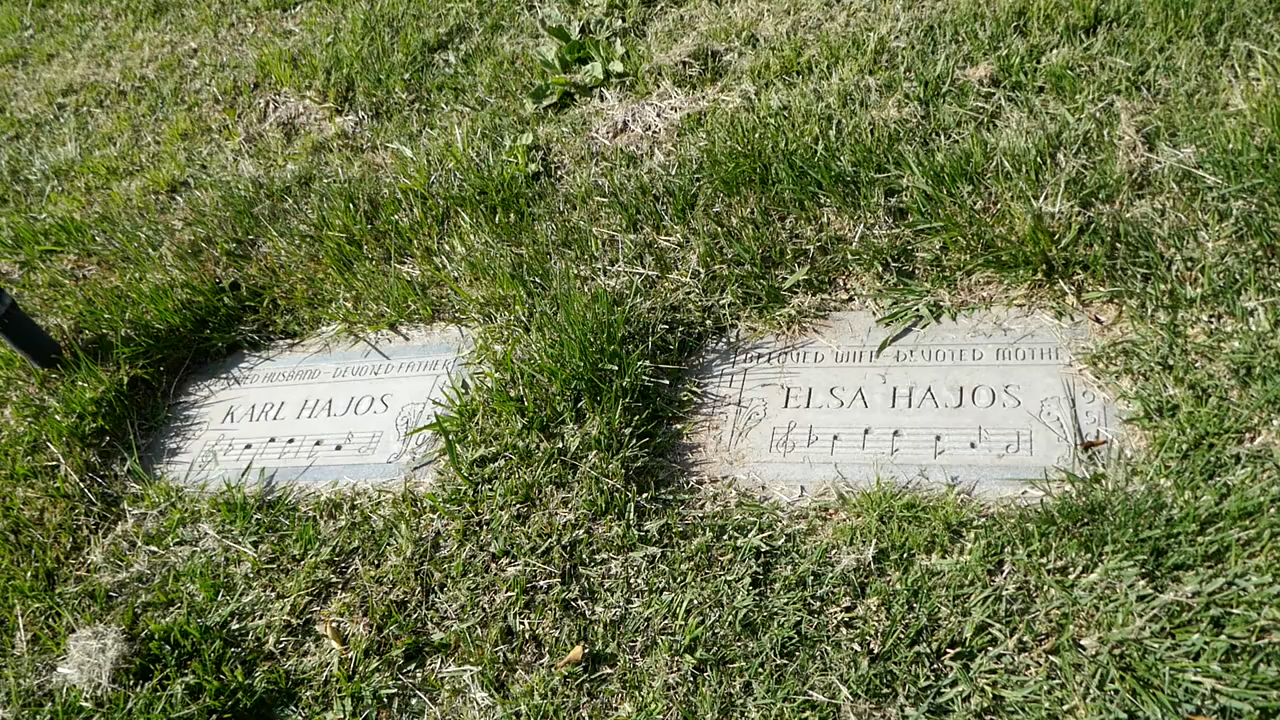 HUSBAND - DEVOTED FATHER
KARL HAJOS
BELOVED WIFE - DEVOTED MOTHE
ELSA HAJOS